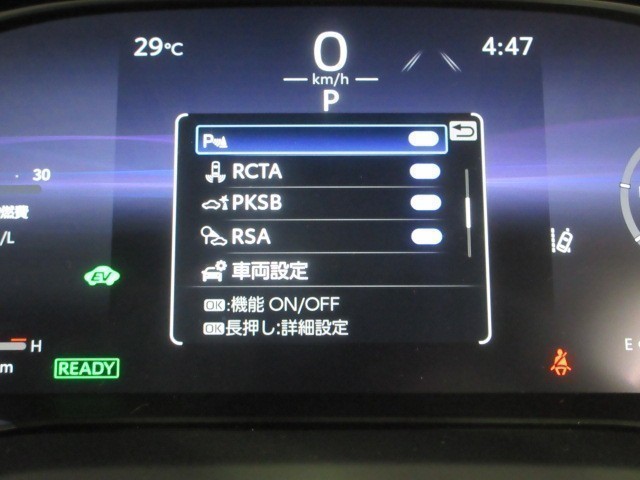 29℃
0
4:47
km/h
P
P
RCTA
30
燃費
PKSB
/L
RSA
EV
車両設定
OK:機能 ON/OFF
OK長押し:詳細設定
H
E
m
READY